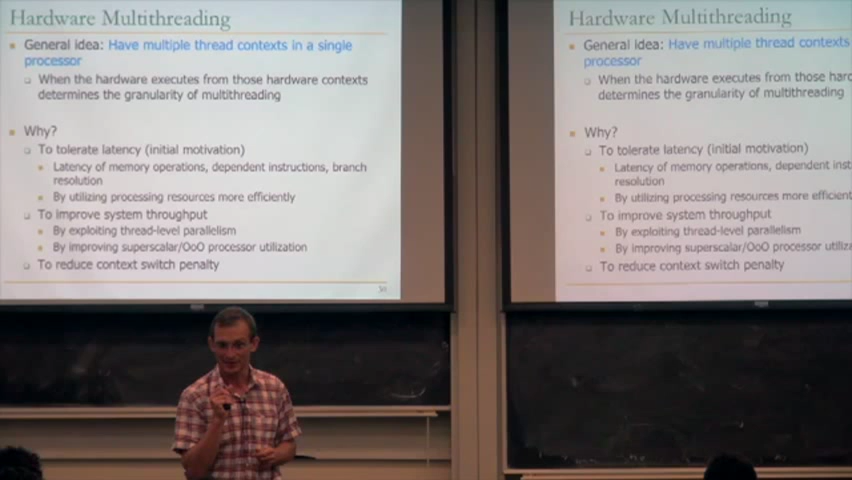 Hardware Multithreading
General idea: Have multiple thread contexts in a single
processor
When the hardware executes from those hardware contexts
determines the granularity of multithreading
Why?
To tolerate latency (initial motivation)
Latency of memory operations, dependent instructions, branch
resolution
By utilizing processing resources more efficiently
To improve system throughput
By exploiting thread-level parallelism
By improving superscalar/OoO processor utilization
To reduce context switch penalty
Hardware Multithreading
General idea: Have multiple thread contexts
processor
When the hardware executes from those hard
determines the granularity of multithreading
Why?
To tolerate latency (initial motivation)
Latency of memory operations, dependent inst
resolution
By utilizing processing resources more efficient
To improve system throughput
By exploiting thread-level parallelism
By improving superscalar/OoO processor utiliza
To reduce context switch penalty